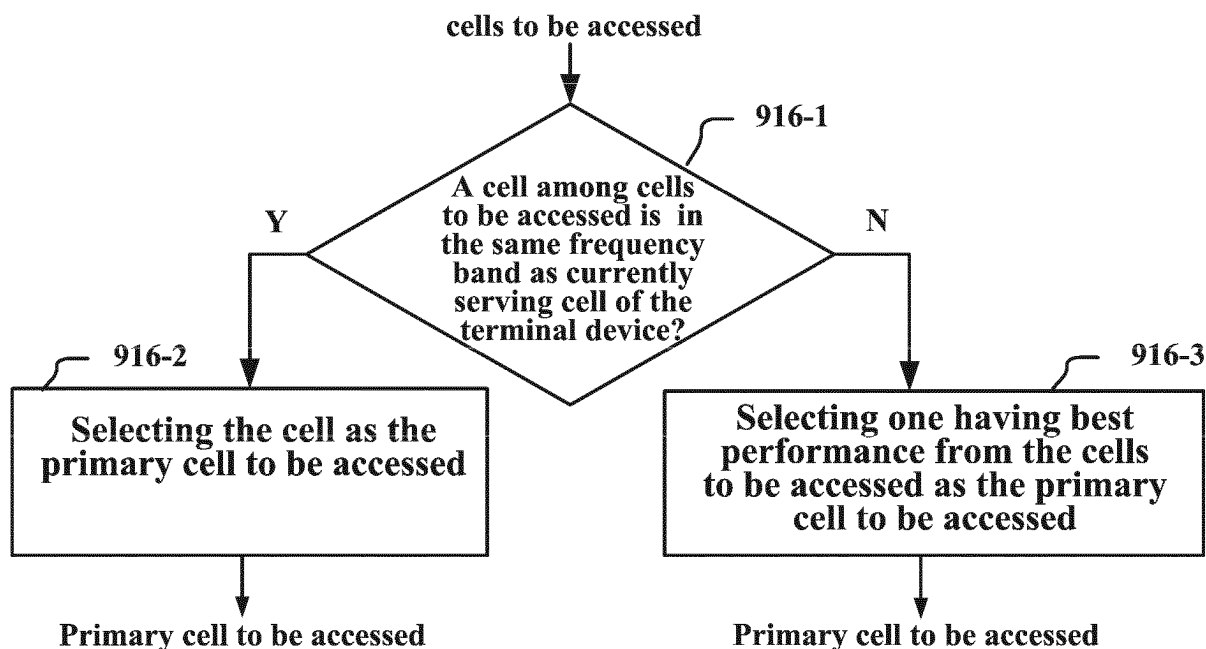 cells to be accessed
916-1
A cell among cells
to be accessed is in
the same frequency
band as currently
serving cell of the
terminal device?
Y
N
916-2
Selecting the cell as the
primary cell to be accessed
916-3
Selecting one having best
performance from the cells
to be accessed as the primary
cell to be accessed
Primary cell to be accessed
Primary cell to be accessed